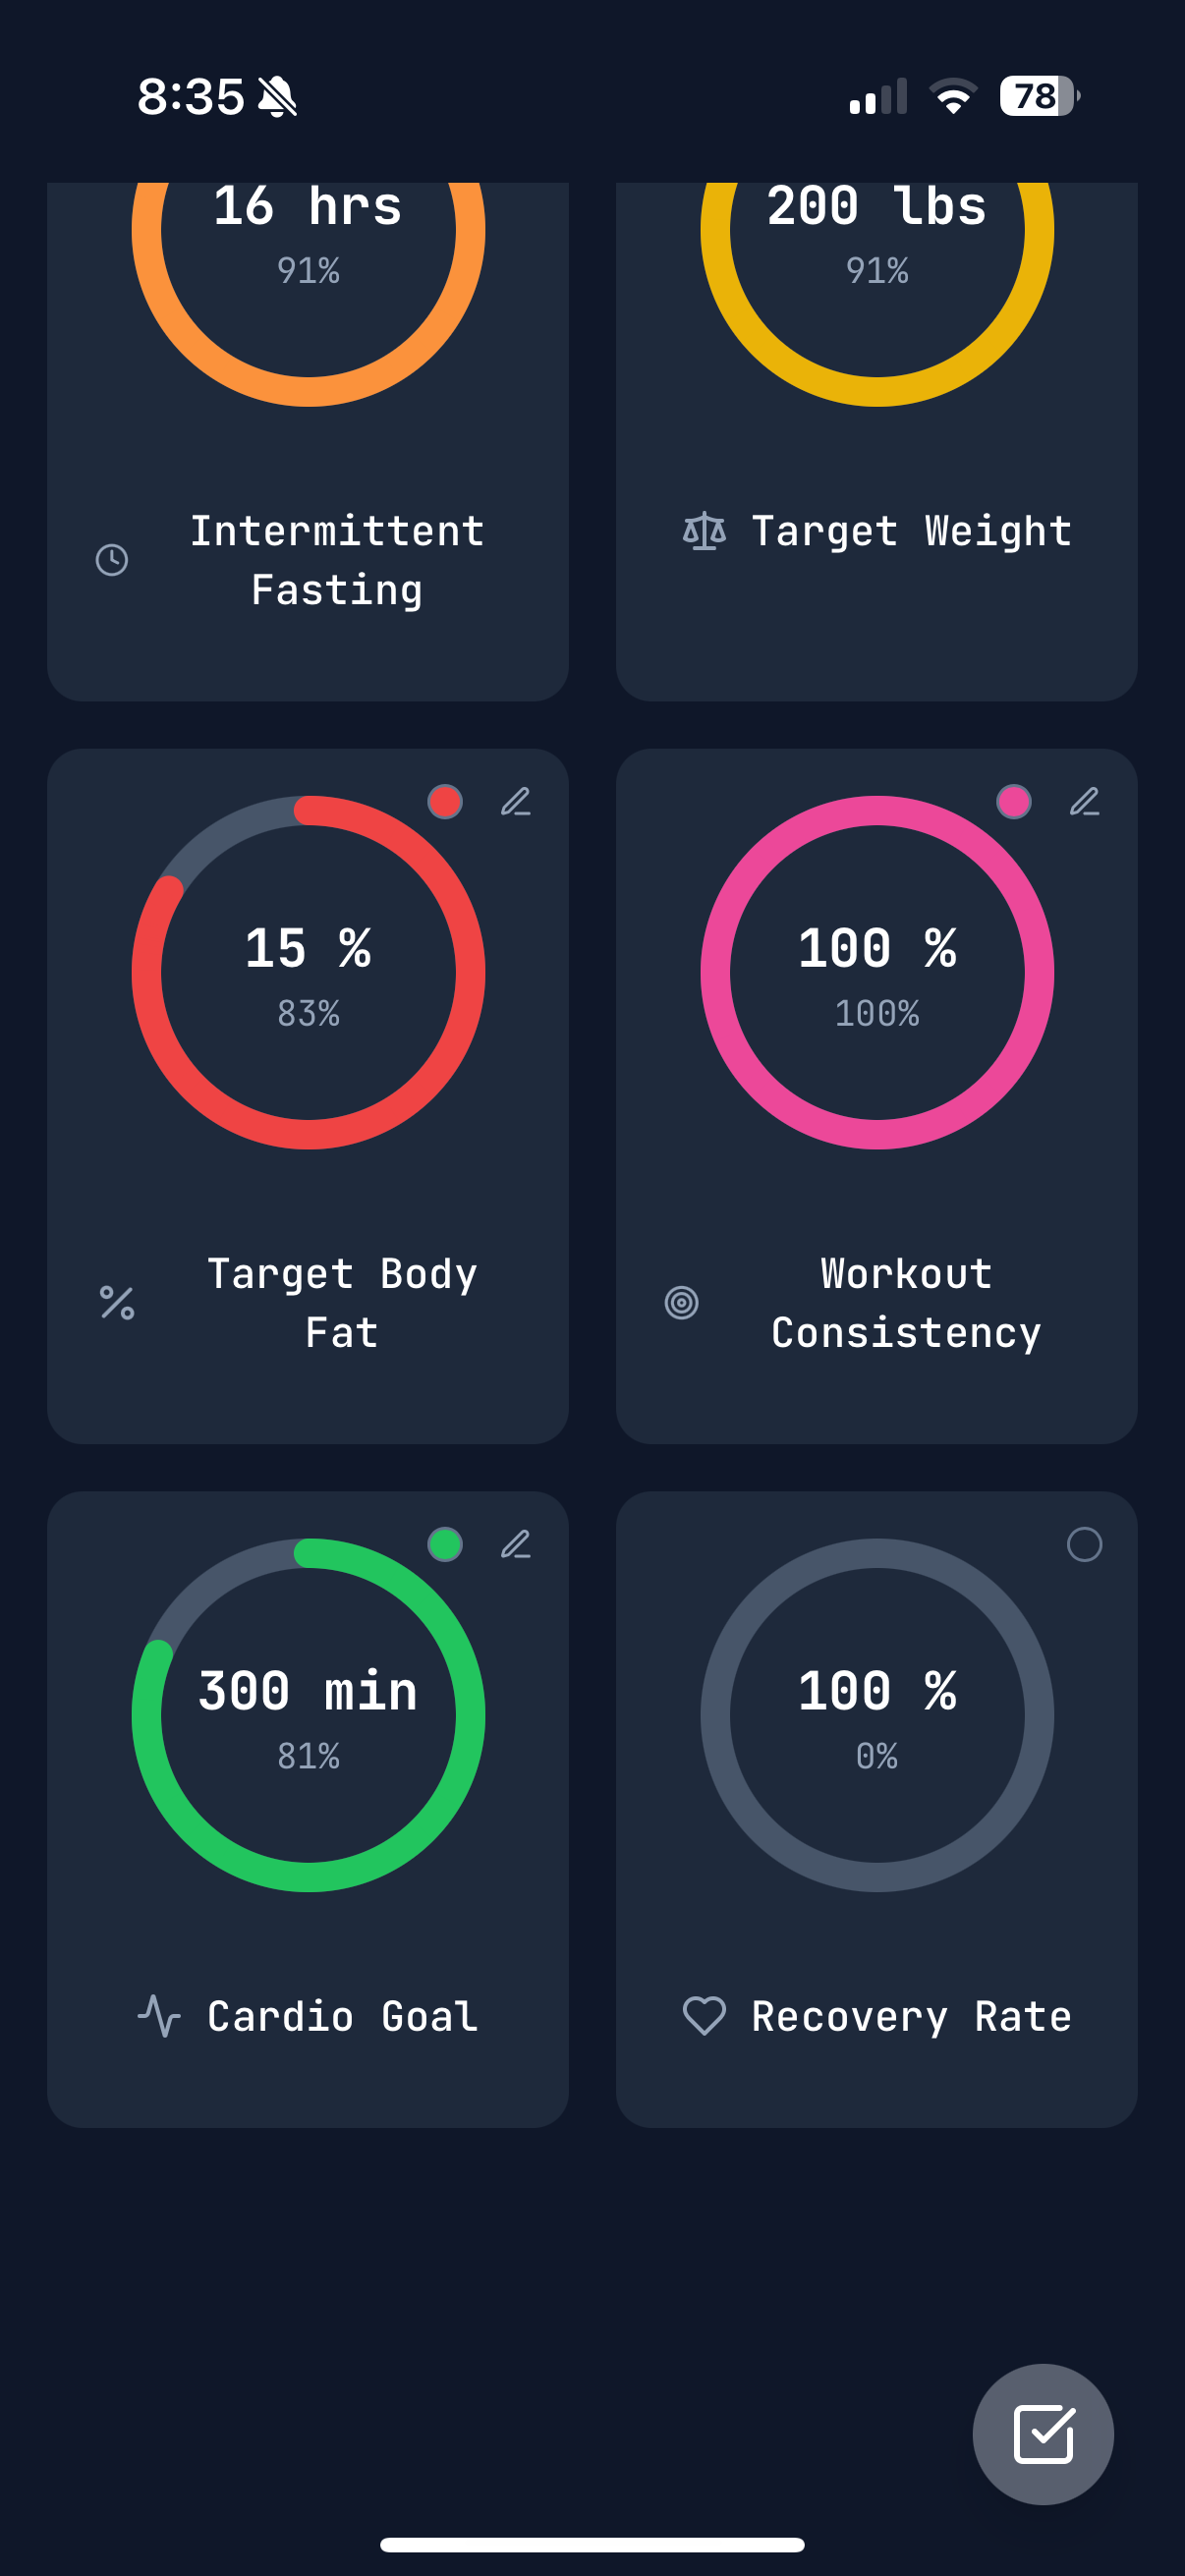 8:35
78
16 hrs
91%
Intermittent
Fasting
200 lbs
91%
Target Weight
15 %
83%
Target Body
Fat
100 %
100%
Workout
Consistency
300 min
81%
Cardio Goal
100 %
0%
Recovery Rate